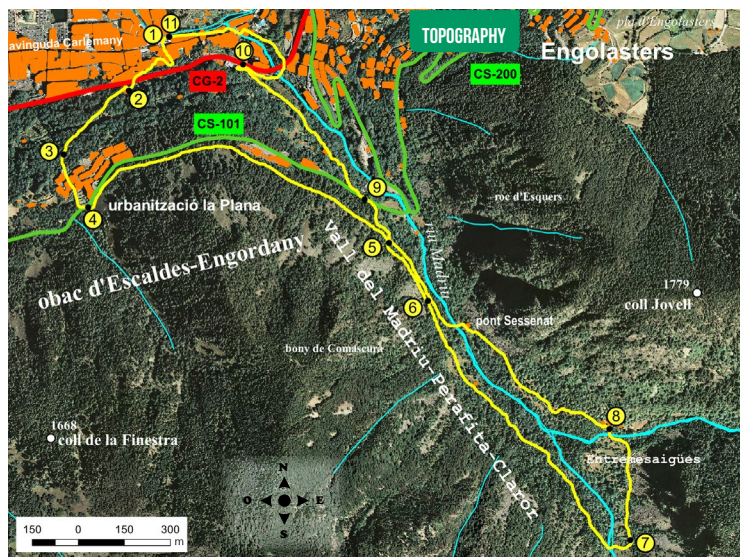 TOPOGRAPHY
pla d'Engolasters
Engolasters
avinguda Carlemany
1
11
10
CG-2
CS-200
2
CS-101
3
4
urbanització la Plana
9
roc d'Esquers
5
riu Madriu
obac d'Escaldes-Engordany
Vall del Madriu-Perafita-Claror
6
1779
coll Jovell
pont Sessenat
bony de Comascura
8
1668
coll de la Finestra
Entremesaigües
N
O E
S
7
150 0 150 300
m